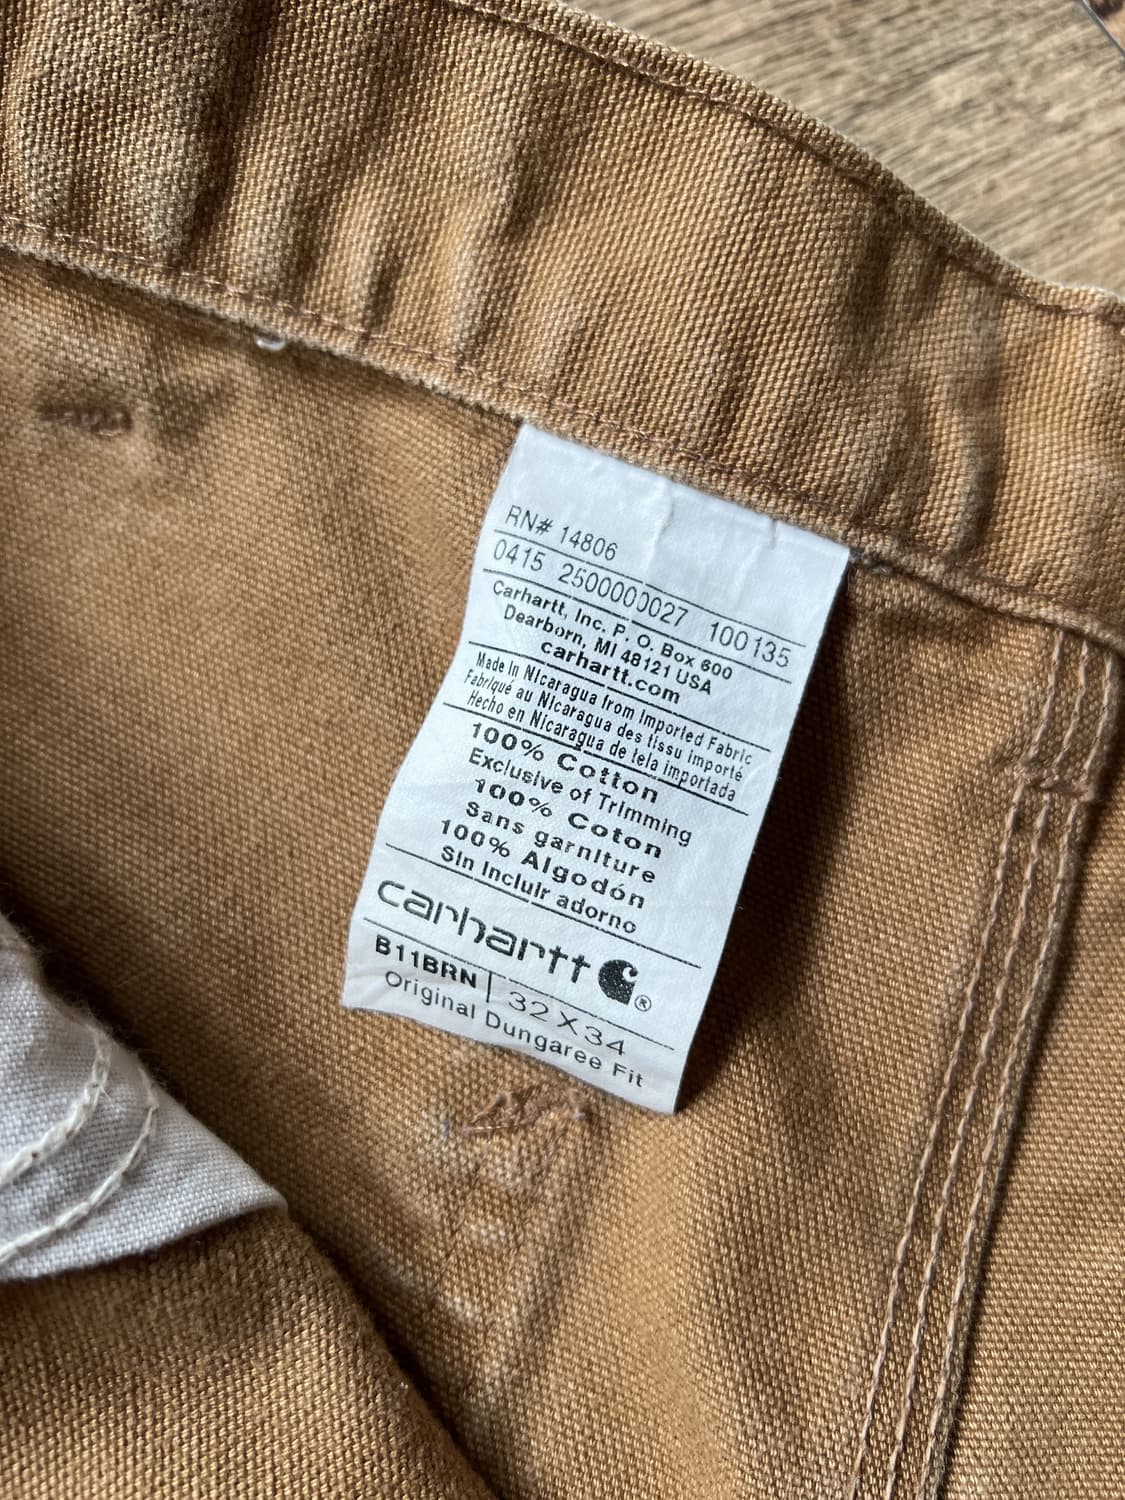 RN# 14806
0415 2500000027 100135
Carhartt, Inc. P. O. Box 600
Dearborn, MI 48121 USA
carhartt.com
Made in Nicaragua from Imported Fabric
Fabriqué au Nicaragua des tissu importé
Hecho en Nicaragua de tela importada
100% Cotton
Exclusive of Trimming
100% Coton
Sans garniture
100% Algodón
Sin incluir adorno
carhartt ®
B11BRN | 32 X 34
Original Dungaree Fit